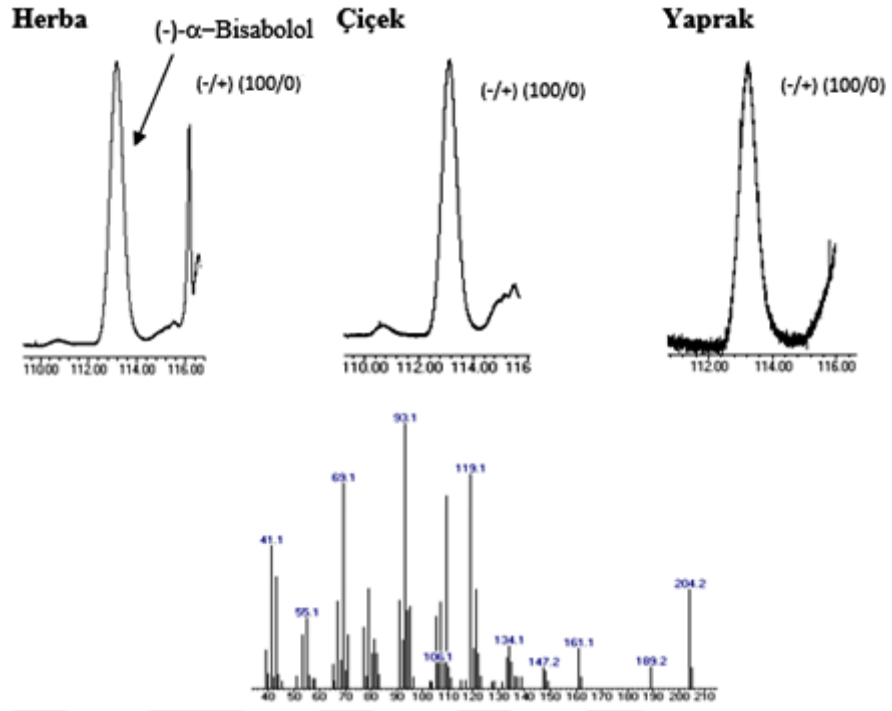 Herba
(-)-α-Bisabolol
Çiçek
Yaprak
(-/+) (100/0)
(-/+) (100/0)
(-/+) (100/0)
110.00 112.00 114.00 116.00
110.00 112.00 114.00 116
112.00 114.00 116.00
93.1
119.1
69.1
41.1
204.2
55.1
134.1
106.1
161.1
147.2
189.2
40 50 60 70 80 90 100 110 120 130 140 150 160 170 180 190 200 210